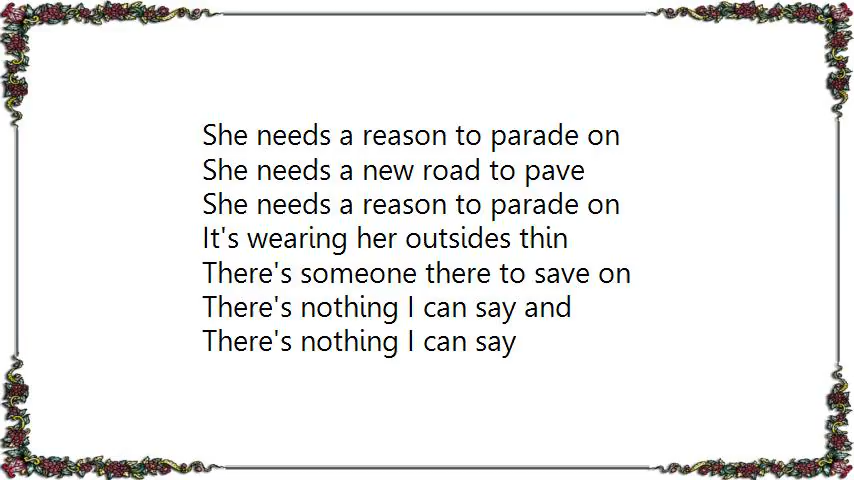 She needs a reason to parade on
She needs a new road to pave
She needs a reason to parade on
It's wearing her outsides thin
There's someone there to save on
There's nothing I can say and
There's nothing I can say